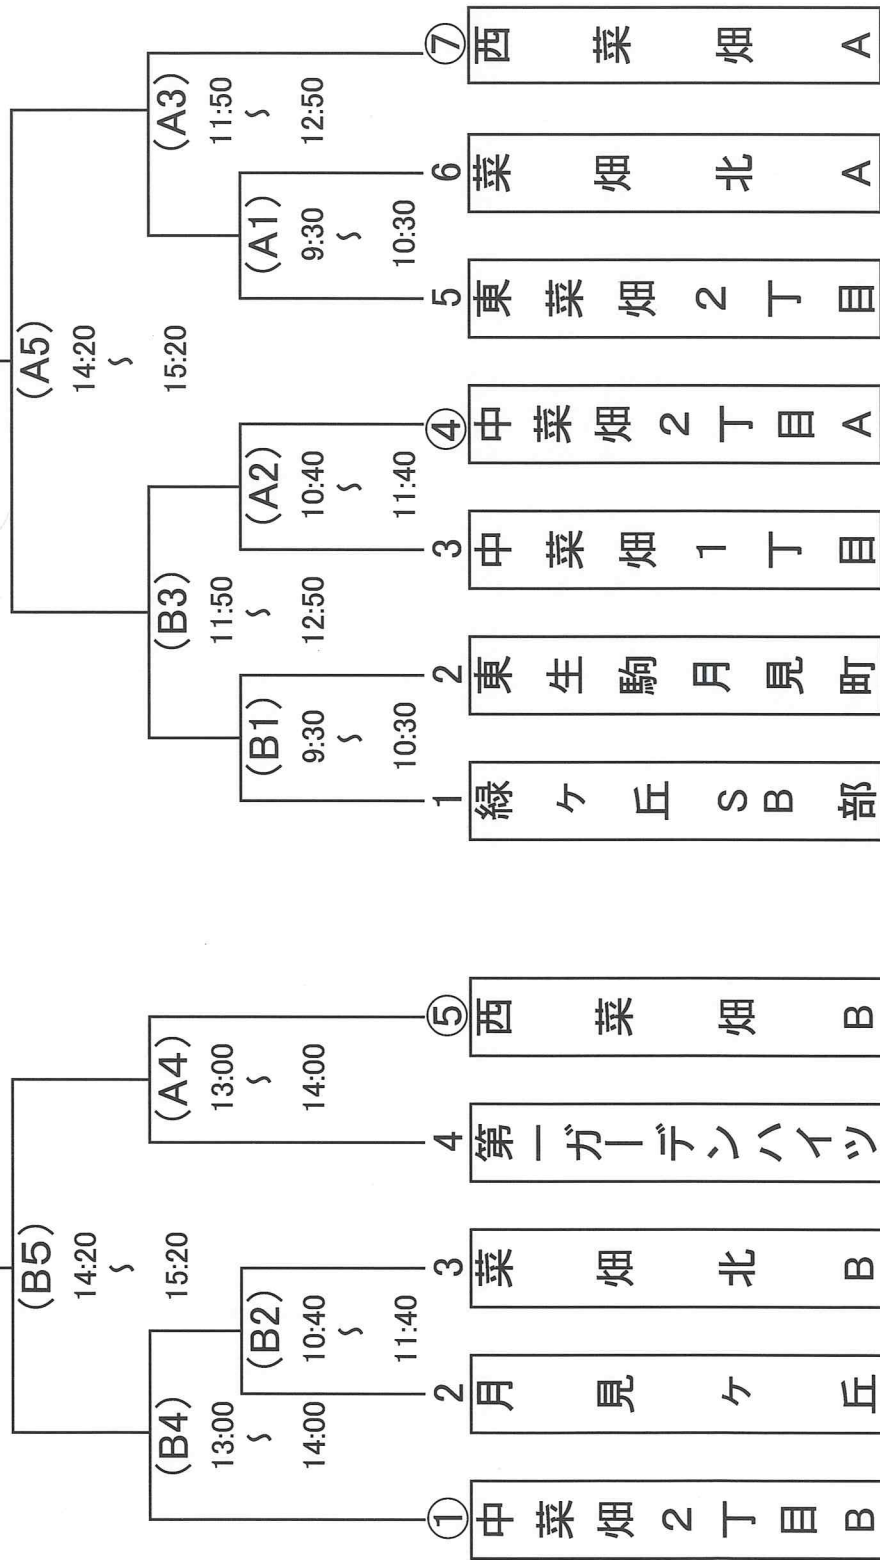 (B5)
14:20
〜
15:20
(B4)
13:00
〜
14:00
(A4)
13:00
〜
14:00
(B2)
10:40
〜
11:40
① 中菜畑2丁目B
2 月見ケ丘
3 菜畑北B
4 第一ガーデンハイツ
⑤ 西菜畑B
(A5)
14:20
〜
15:20
(B3)
11:50
〜
12:50
(A3)
11:50
〜
12:50
(B1)
9:30
〜
10:30
(A2)
10:40
〜
11:40
(A1)
9:30
〜
10:30
1 緑ケ丘SB部
2 東生駒月見町
3 中菜畑1丁目
④ 中菜畑2丁目A
5 東菜畑2丁目
6 菜畑北A
⑦ 西菜畑A